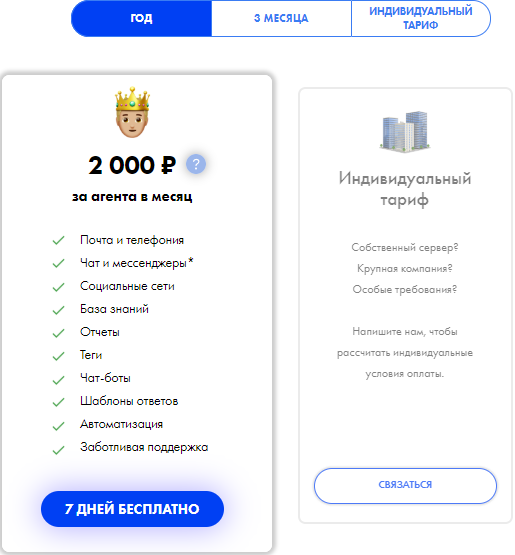 ГОД
3 МЕСЯЦА
ИНДИВИДУАЛЬНЫЙ
ТАРИФ
2 000 ₽ ?
за агента в месяц
Почта и телефония
Чат и мессенджеры*
Социальные сети
База знаний
Отчеты
Теги
Чат-боты
Шаблоны ответов
Автоматизация
Заботливая поддержка
7 ДНЕЙ БЕСПЛАТНО
Индивидуальный
тариф
Собственный сервер?
Крупная компания?
Особые требования?
Напишите нам, чтобы
рассчитать индивидуальные
условия оплаты.
СВЯЗАТЬСЯ